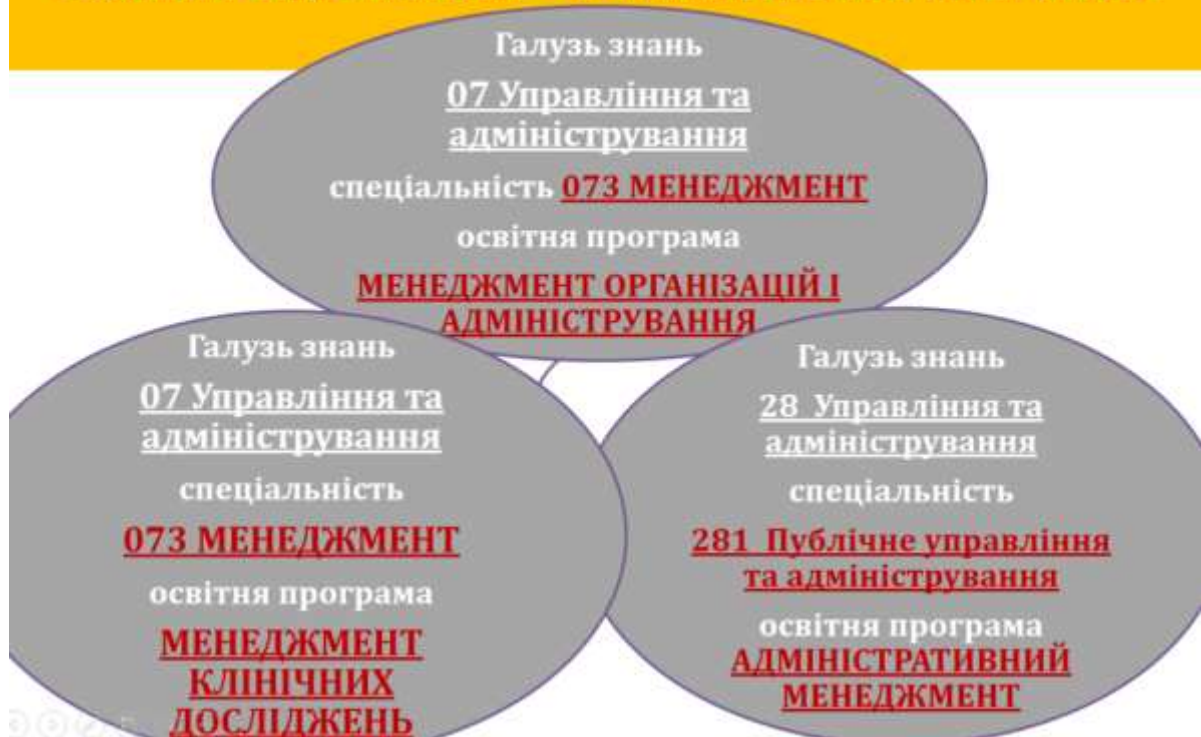 Галузь знань
07 Управління та
адміністрування
спеціальність 073 МЕНЕДЖМЕНТ
освітня програма
МЕНЕДЖМЕНТ ОРГАНІЗАЦІЙ І
АДМІНІСТРУВАННЯ
Галузь знань
07 Управління та
адміністрування
спеціальність
073 МЕНЕДЖМЕНТ
освітня програма
МЕНЕДЖМЕНТ
КЛІНІЧНИХ
ДОСЛІДЖЕНЬ
Галузь знань
28 Управління та
адміністрування
спеціальність
281 Публічне управління
та адміністрування
освітня програма
АДМІНІСТРАТИВНИЙ
МЕНЕДЖМЕНТ